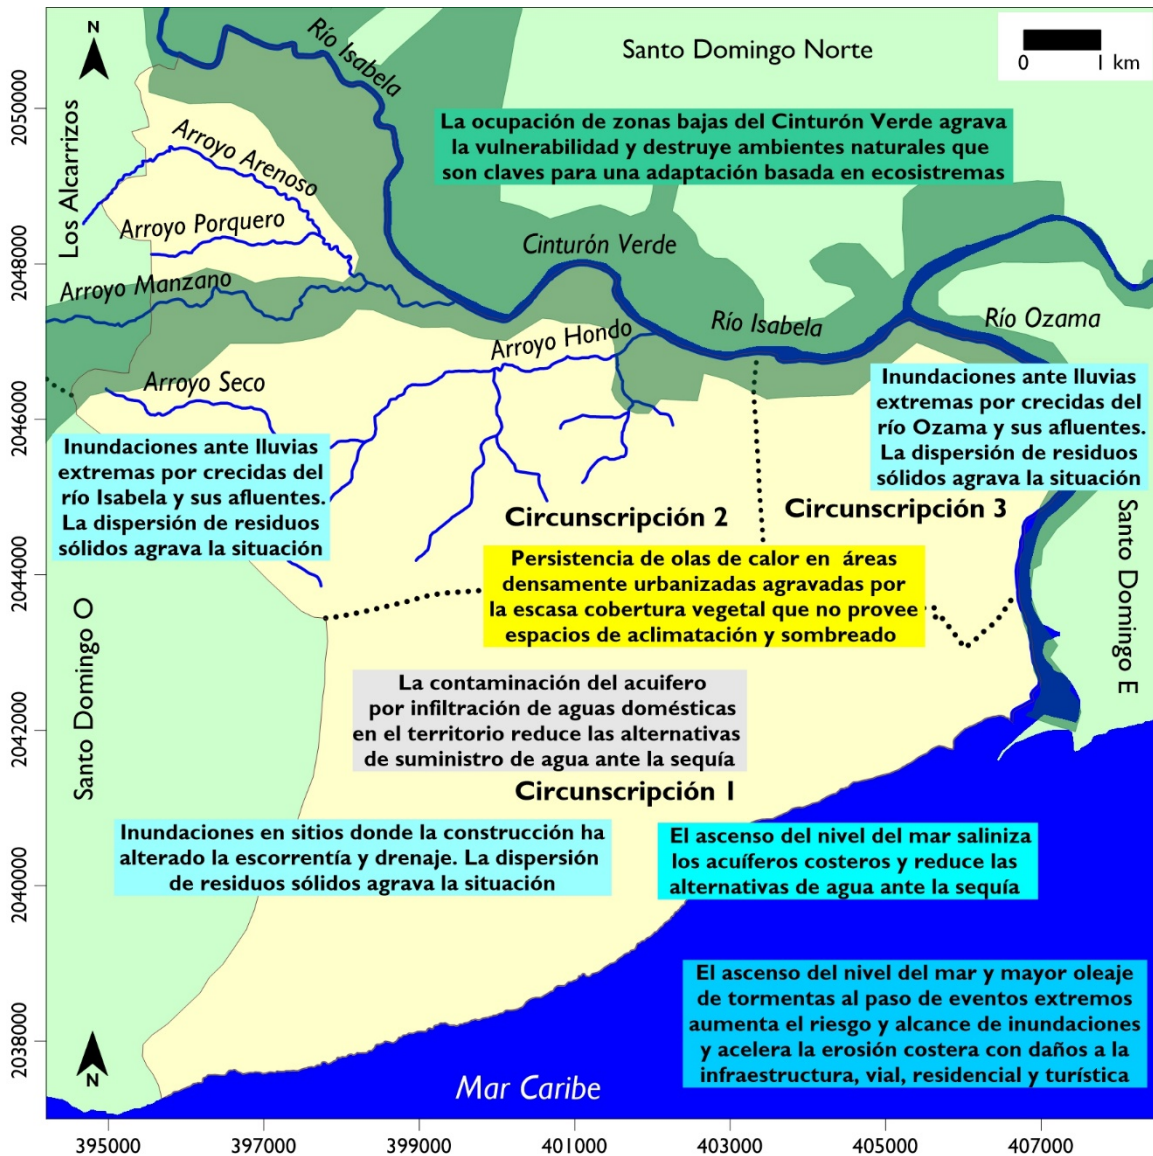 N
Río Isabela
Santo Domingo Norte
0 1 km
2050000
Los Alcarrizos
Arroyo Arenoso
La ocupación de zonas bajas del Cinturón Verde agrava
la vulnerabilidad y destruye ambientes naturales que
son claves para una adaptación basada en ecosistremas
Arroyo Porquero
Cinturón Verde
2048000
Arroyo Manzano
Río Isabela
Río Ozama
Arroyo Hondo
Arroyo Seco
2046000
Inundaciones ante lluvias
extremas por crecidas del
río Ozama y sus afluentes.
La dispersión de residuos
sólidos agrava la situación
Inundaciones ante lluvias
extremas por crecidas del
río Isabela y sus afluentes.
La dispersión de residuos
sólidos agrava la situación
Circunscripción 2
Circunscripción 3
Santo Domingo E
2044000
Persistencia de olas de calor en áreas
densamente urbanizadas agravadas por
la escasa cobertura vegetal que no provee
espacios de aclimatación y sombreado
Santo Domingo O
La contaminación del acuifero
por infiltración de aguas domésticas
en el territorio reduce las alternativas
de suministro de agua ante la sequía
2042000
Circunscripción 1
Inundaciones en sitios donde la construcción ha
alterado la escorrentía y drenaje. La dispersión
de residuos sólidos agrava la situación
El ascenso del nivel del mar saliniza
los acuíferos costeros y reduce las
alternativas de agua ante la sequía
2040000
El ascenso del nivel del mar y mayor oleaje
de tormentas al paso de eventos extremos
aumenta el riesgo y alcance de inundaciones
y acelera la erosión costera con daños a la
infraestructura, vial, residencial y turística
2038000
N
Mar Caribe
395000 397000 399000 401000 403000 405000 407000